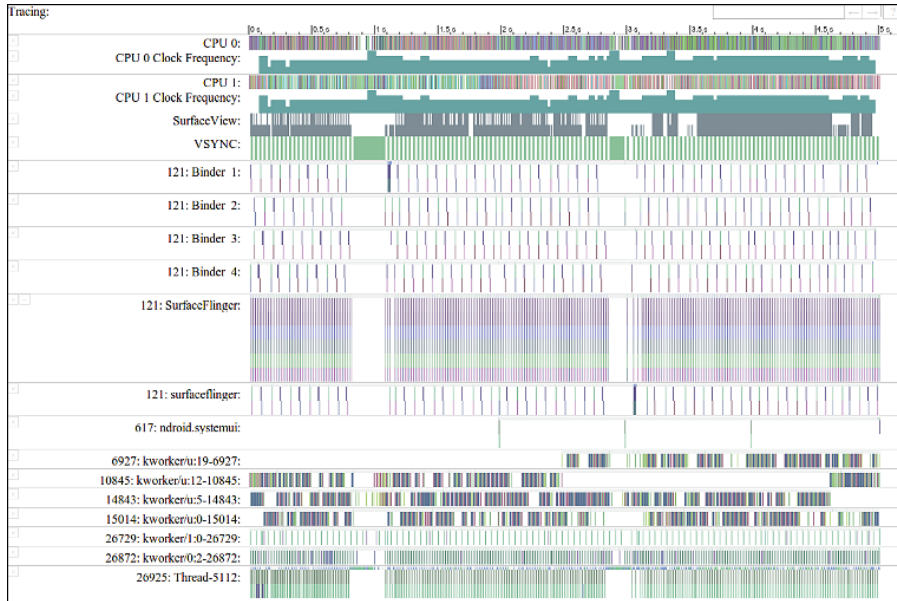 Tracing:
← → ?
0 s 0.5 s 1 s 1.5 s 2 s 2.5 s 3 s 3.5 s 4 s 4.5 s 5 s
CPU 0:
CPU 0 Clock Frequency:
CPU 1:
CPU 1 Clock Frequency:
SurfaceView:
VSYNC:
121: Binder 1:
121: Binder 2:
121: Binder 3:
121: Binder 4:
121: SurfaceFlinger:
121: surfaceflinger:
617: ndroid.systemui:
6927: kworker/u:19-6927:
10845: kworker/u:12-10845:
14843: kworker/u:5-14843:
15014: kworker/u:0-15014:
26729: kworker/1:0-26729:
26872: kworker/0:2-26872:
26925: Thread-5112: